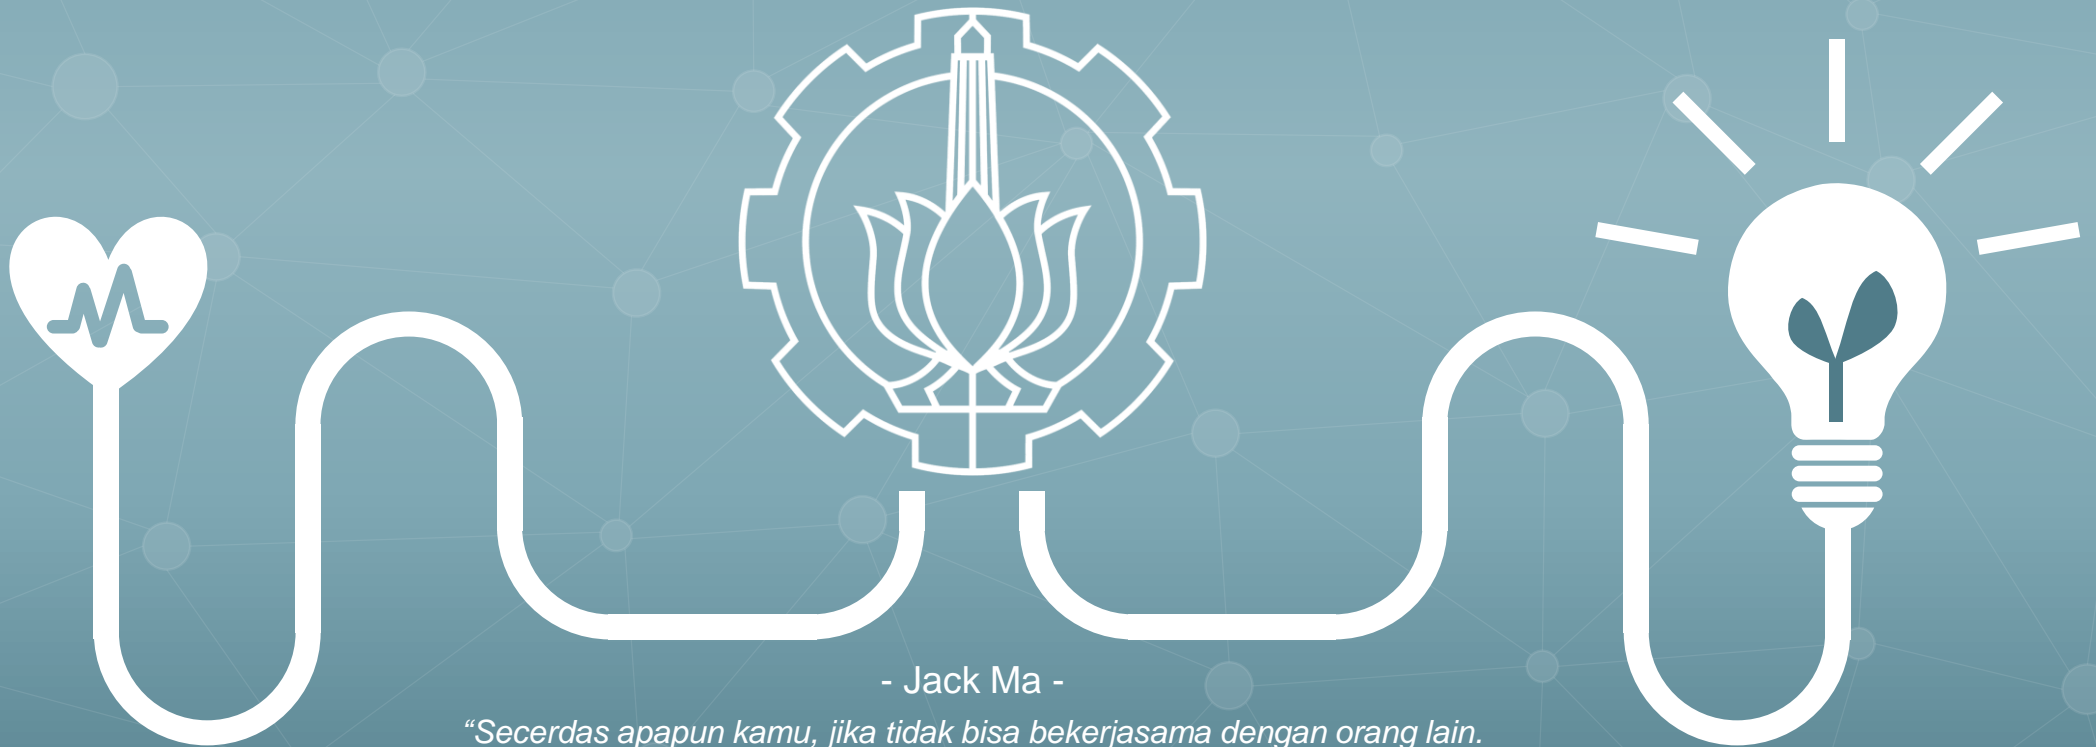 - Jack Ma -
“Secerdas apapun kamu, jika tidak bisa bekerjasama dengan orang lain.